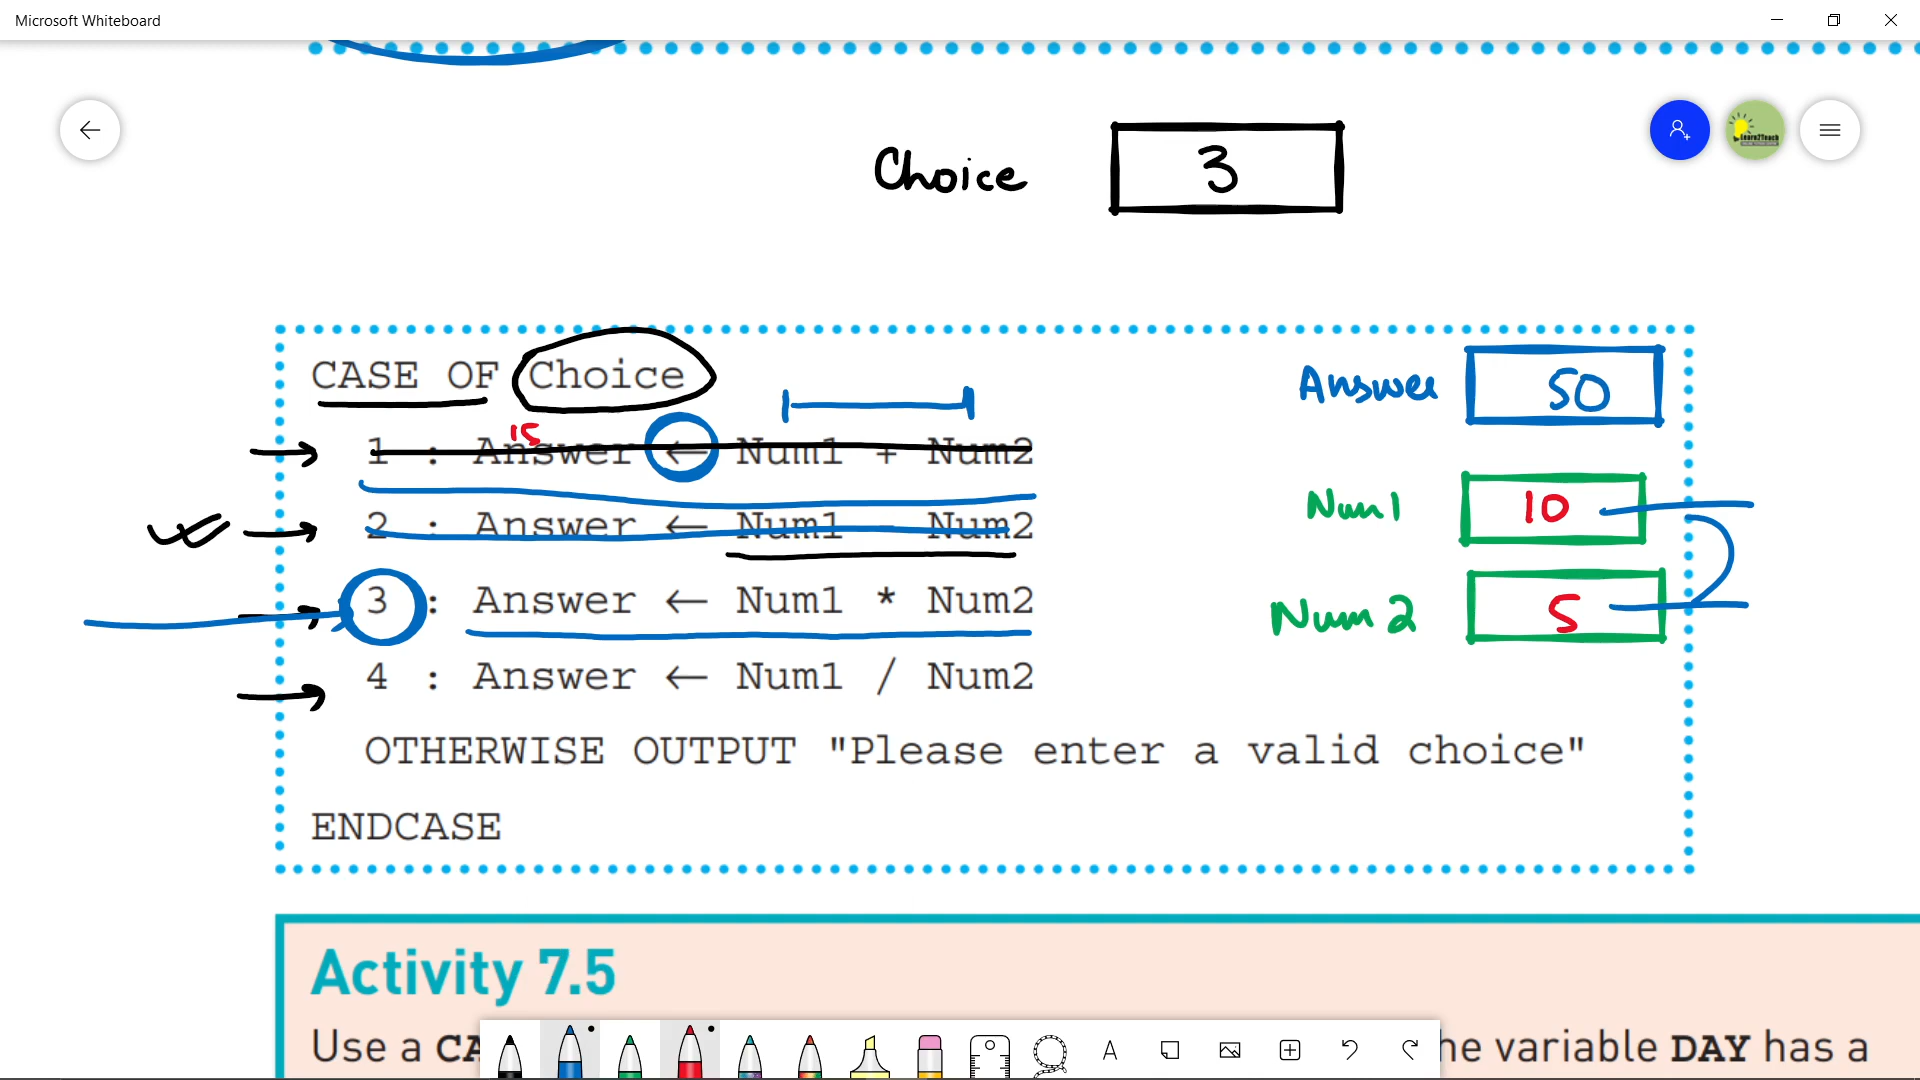 Microsoft Whiteboard
Choice 3
Learn2Teach
CASE OF Choice
Answer 50
15
1 : Answer ← Num1 + Num2
Num1 10
2 : Answer ← Num1 - Num2
3 : Answer ← Num1 * Num2
Num2 5
4 : Answer ← Num1 / Num2
OTHERWISE OUTPUT "Please enter a valid choice"
ENDCASE
Activity 7.5
Use a he variable DAY has a